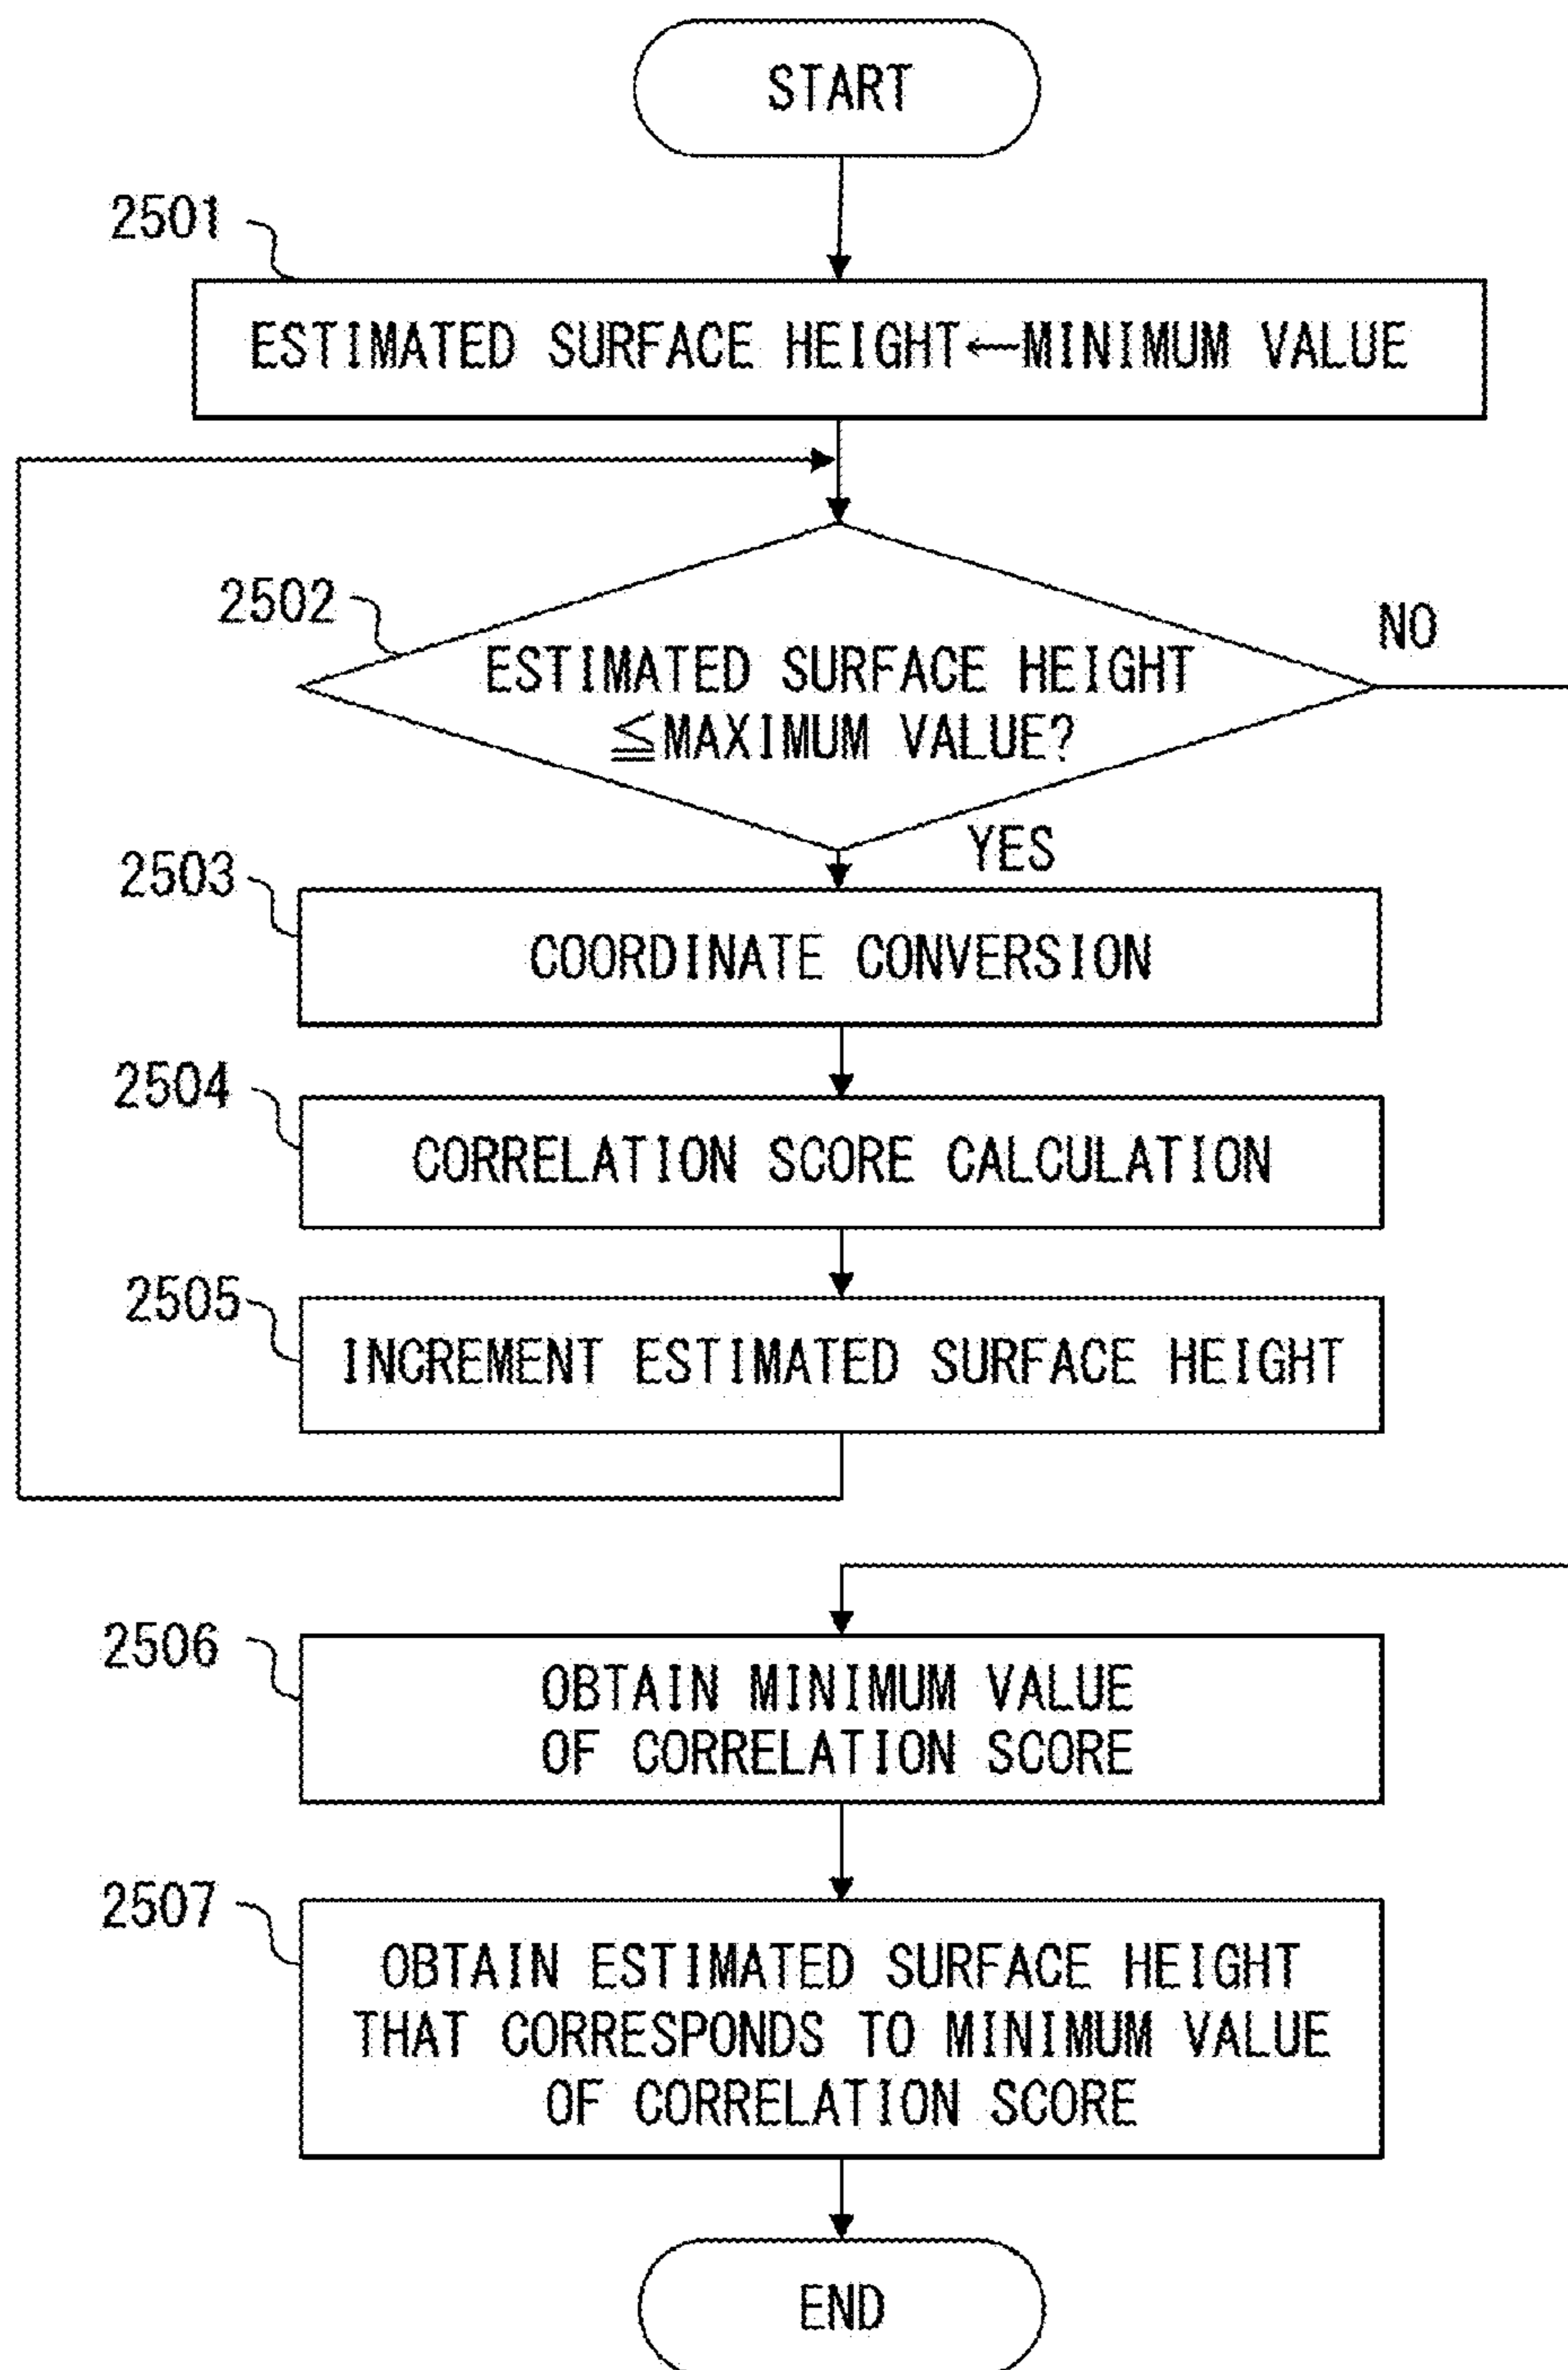 START
2501
ESTIMATED SURFACE HEIGHT←MINIMUM VALUE
2502
NO
ESTIMATED SURFACE HEIGHT
≦MAXIMUM VALUE?
YES
2503
COORDINATE CONVERSION
2504
CORRELATION SCORE CALCULATION
2505
INCREMENT ESTIMATED SURFACE HEIGHT
2506
OBTAIN MINIMUM VALUE
OF CORRELATION SCORE
2507
OBTAIN ESTIMATED SURFACE HEIGHT
THAT CORRESPONDS TO MINIMUM VALUE
OF CORRELATION SCORE
END